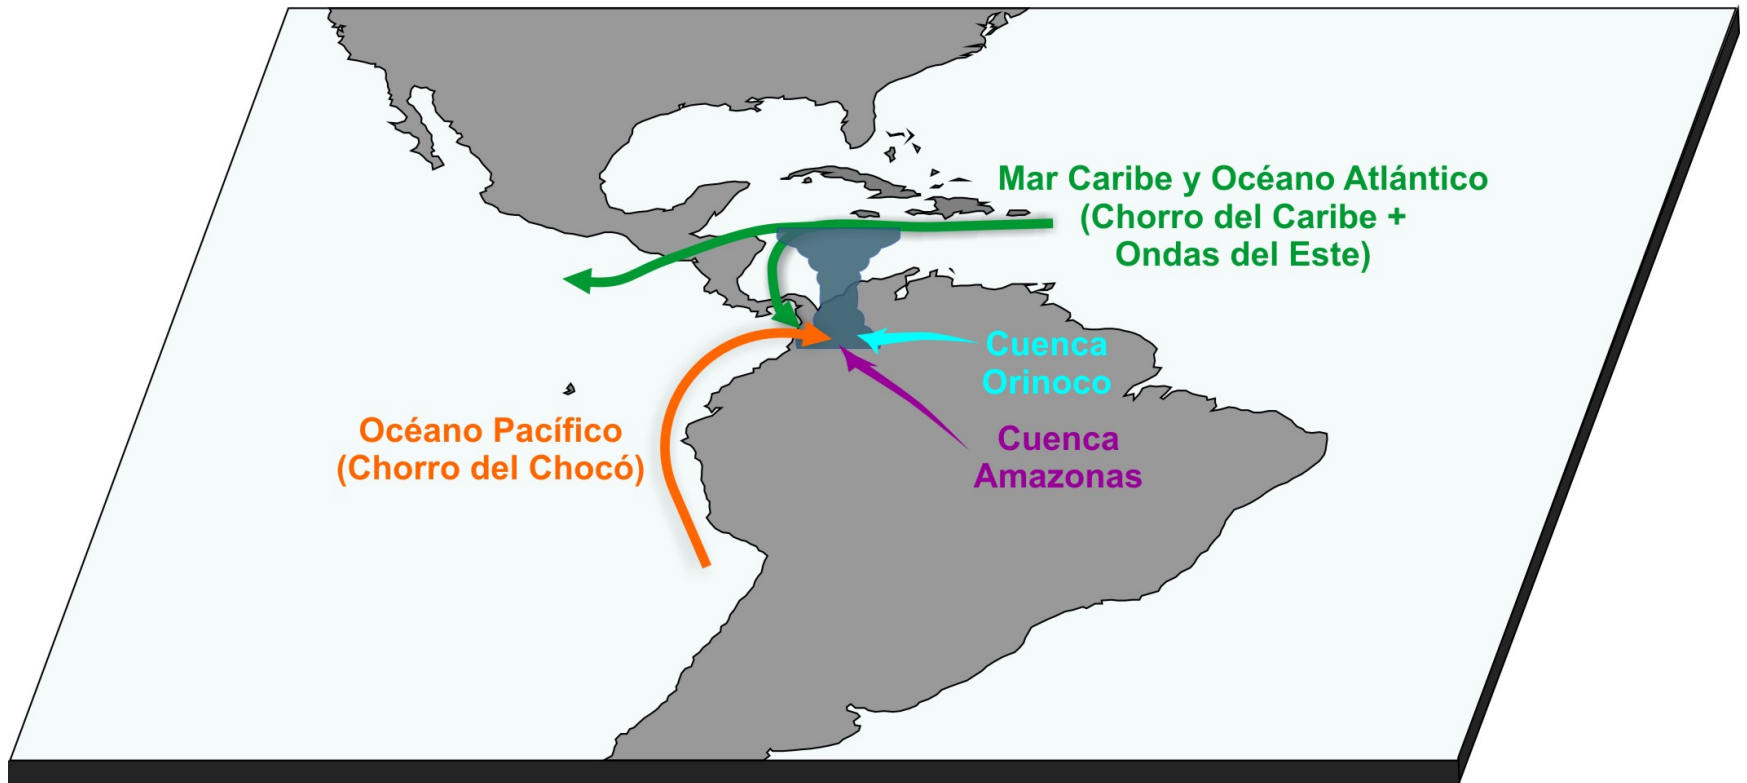 Mar Caribe y Océano Atlántico
(Chorro del Caribe +
Ondas del Este)
Cuenca
Orinoco
Océano Pacífico
(Chorro del Chocó)
Cuenca
Amazonas